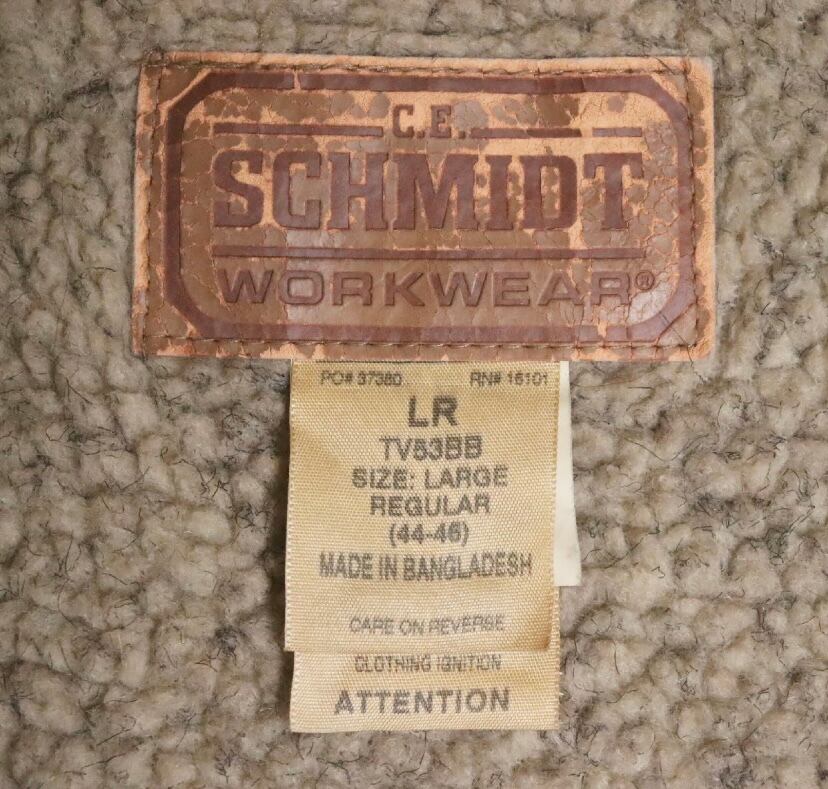 C.E.
SCHMIDT
WORKWEAR®
PO# 37380 RN# 16101
LR
TV53BB
SIZE: LARGE
REGULAR
(44-46)
MADE IN BANGLADESH
CARE ON REVERSE
CLOTHING IGNITION
ATTENTION